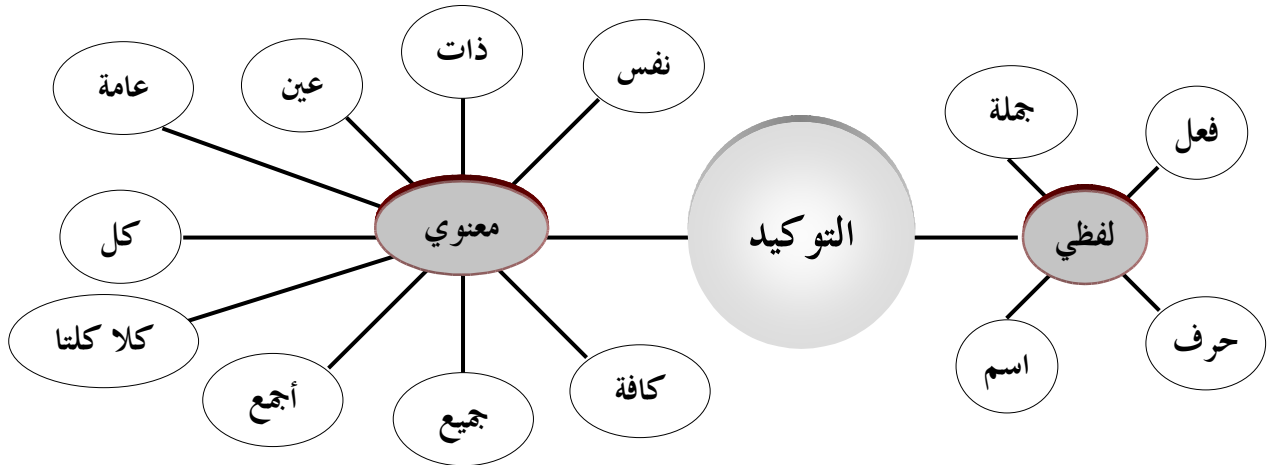 التوكيد
لفظي
جملة
فعل
حرف
اسم
معنوي
نفس
ذات
عين
عامة
كل
كلا كلتا
أجمع
جميع
كافة